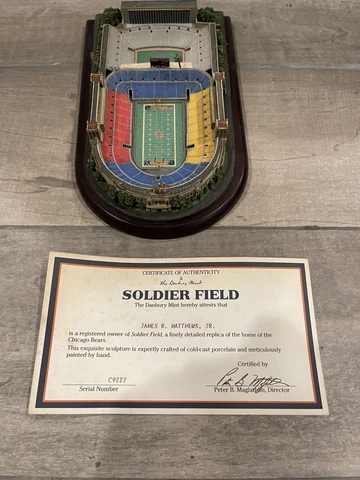 CERTIFICATE OF AUTHENTICITY
the Danbury Mint
SOLDIER FIELD
The Danbury Mint hereby attests that
JAMES R. MATTHEWS, JR.
is a registered owner of Soldier Field, a finely detailed replica of the home of the
Chicago Bears.
This exquisite sculpture is expertly crafted of cold-cast porcelain and meticulously
painted by hand.
Certified by
C9287
Serial Number
Peter B. Maglathlin, Director